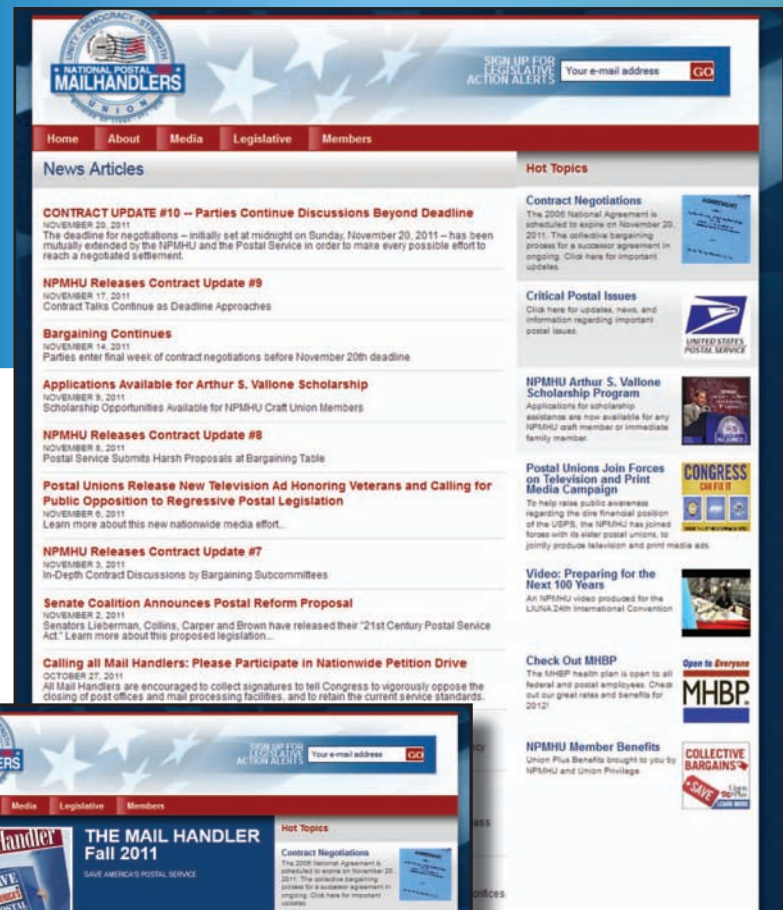 UNITY · DEMOCRACY · STRENGTH
NATIONAL POSTAL
MAILHANDLERS
UNION
SIGN UP FOR
LEGISLATIVE
ACTION ALERTS
Your e-mail address
GO
Home About Media Legislative Members
News Articles
CONTRACT UPDATE #10 -- Parties Continue Discussions Beyond Deadline
NOVEMBER 20, 2011
The deadline for negotiations – initially set at midnight on Sunday, November 20, 2011 – has been
mutually extended by the NPMHU and the Postal Service in order to make every possible effort to
reach a negotiated settlement.
NPMHU Releases Contract Update #9
NOVEMBER 17, 2011
Contract Talks Continue as Deadline Approaches
Bargaining Continues
NOVEMBER 14, 2011
Parties enter final week of contract negotiations before November 20th deadline
Applications Available for Arthur S. Vallone Scholarship
NOVEMBER 9, 2011
Scholarship Opportunities Available for NPMHU Craft Union Members
NPMHU Releases Contract Update #8
NOVEMBER 8, 2011
Postal Service Submits Harsh Proposals at Bargaining Table
Postal Unions Release New Television Ad Honoring Veterans and Calling for
Public Opposition to Regressive Postal Legislation
NOVEMBER 6, 2011
Learn more about this new nationwide media effort...
NPMHU Releases Contract Update #7
NOVEMBER 3, 2011
In-Depth Contract Discussions by Bargaining Subcommittees
Senate Coalition Announces Postal Reform Proposal
NOVEMBER 2, 2011
Senators Lieberman, Collins, Carper and Brown have released their "21st Century Postal Service
Act." Learn more about this proposed legislation...
Calling all Mail Handlers: Please Participate in Nationwide Petition Drive
OCTOBER 27, 2011
All Mail Handlers are encouraged to collect signatures to tell Congress to vigorously oppose the
closing of post offices and mail processing facilities, and to retain the current service standards.
Hot Topics
Contract Negotiations
The 2006 National Agreement is
scheduled to expire on November 20,
2011. The collective bargaining
process for a successor agreement in
ongoing. Click here for important
updates.
AGREEMENT
Critical Postal Issues
Click here for updates, news, and
information regarding important
postal issues.
UNITED STATES
POSTAL SERVICE
NPMHU Arthur S. Vallone
Scholarship Program
Applications for scholarship
assistance are now available for any
NPMHU craft member or immediate
family member.
Postal Unions Join Forces
on Television and Print
Media Campaign
To help raise public awareness
regarding the dire financial position
of the USPS, the NPMHU has joined
forces with its sister postal unions, to
jointly produce television and print media ads.
CONGRESS
CAN FIX IT
Video: Preparing for the
Next 100 Years
An NPMHU video produced for the
LIUNA 24th International Convention
Check Out MHBP
The MHBP health plan is open to all
federal and postal employees. Check
out our great rates and benefits for
2012!
Open to Everyone
MHBP
NPMHU Member Benefits
Union Plus Benefits brought to you by
NPMHU and Union Privilege.
COLLECTIVE
BARGAINS
SAVE
LEARN MORE
ERS
SIGN UP FOR
LEGISLATIVE
ACTION ALERTS
Your e-mail address
GO
Media Legislative Members
Handler
THE MAIL HANDLER
Fall 2011
SAVE AMERICA'S POSTAL SERVICE
Hot Topics
Contract Negotiations
The 2006 National Agreement is
scheduled to expire on November 20,
2011. The collective bargaining
process for a successor agreement in
ongoing. Click here for important
updates.